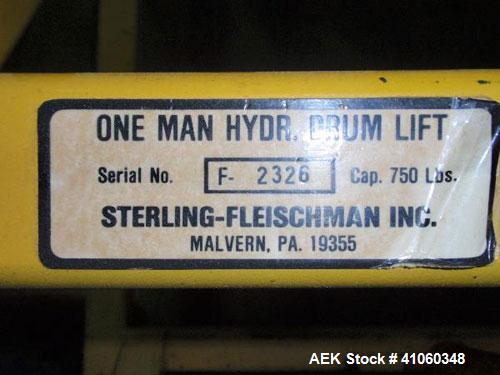 ONE MAN HYDR. DRUM LIFT
Serial No. F- 2326 Cap. 750 Lbs.
STERLING-FLEISCHMAN INC.
MALVERN, PA. 19355
AEK Stock # 41060348